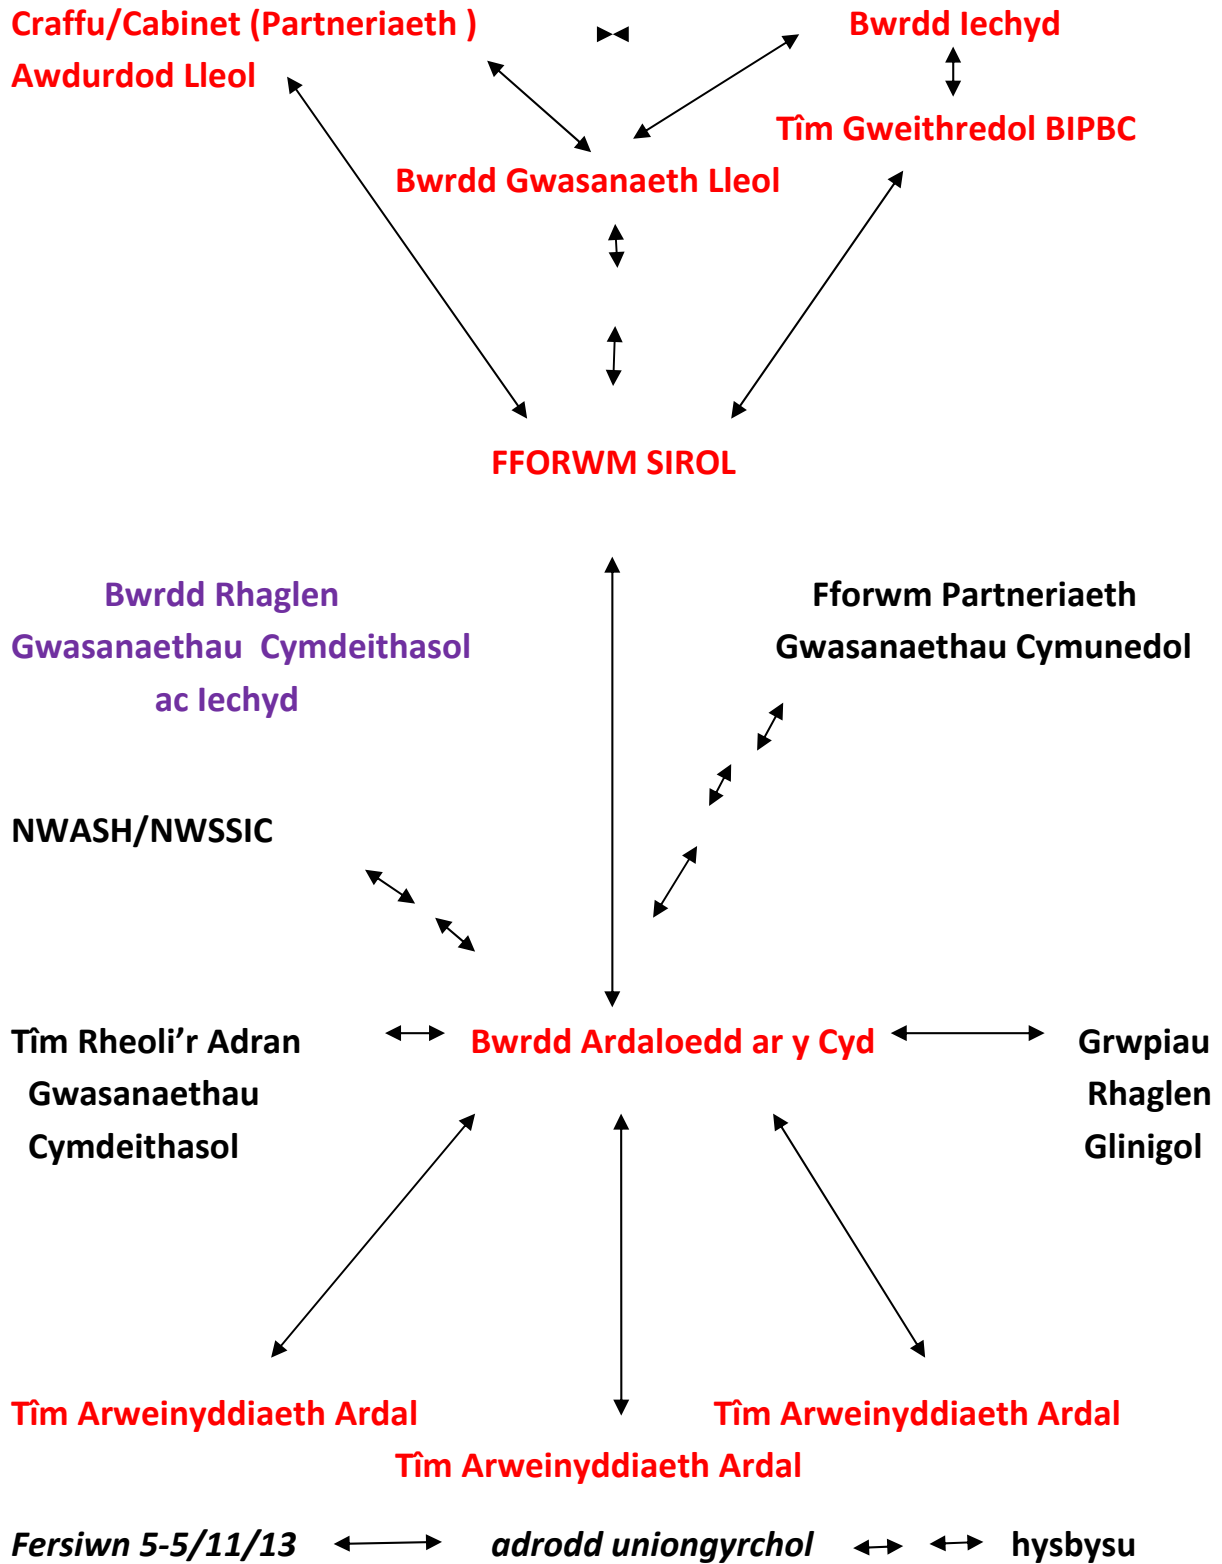 Craffu/Cabinet (Partneriaeth ) Bwrdd Iechyd
Awdurdod Lleol
Tîm Gweithredol BIPBC
Bwrdd Gwasanaeth Lleol
FFORWM SIROL
Bwrdd Rhaglen Fforwm Partneriaeth
Gwasanaethau Cymdeithasol Gwasanaethau Cymunedol
ac Iechyd
NWASH/NWSSIC
Tîm Rheoli’r Adran Bwrdd Ardaloedd ar y Cyd Grwpiau
Gwasanaethau Rhaglen
Cymdeithasol Glinigol
Tîm Arweinyddiaeth Ardal Tîm Arweinyddiaeth Ardal
Tîm Arweinyddiaeth Ardal
Fersiwn 5-5/11/13 adrodd uniongyrchol hysbysu